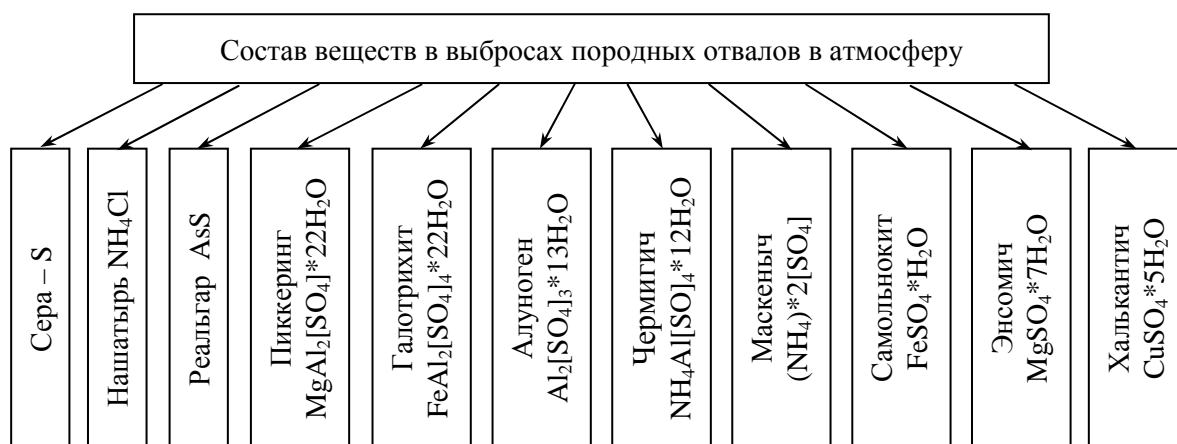 Состав веществ в выбросах породных отвалов в атмосферу
Сера – S
Нашатырь NH₄Cl
Реальгар AsS
Пиккеринг
MgAl₂[SO₄]*22H₂O
Галотрихит
FeAl₂[SO₄]₄*22H₂O
Алуноген
Al₂[SO₄]₃*13H₂O
Чермигич
NH₄Al[SO]₄*12H₂O
Маскеныч
(NH₄)*2[SO₄]
Самольнокит
FeSO₄*H₂O
Энсомич
MgSO₄*7H₂O
Халькантич
CuSO₄*5H₂O